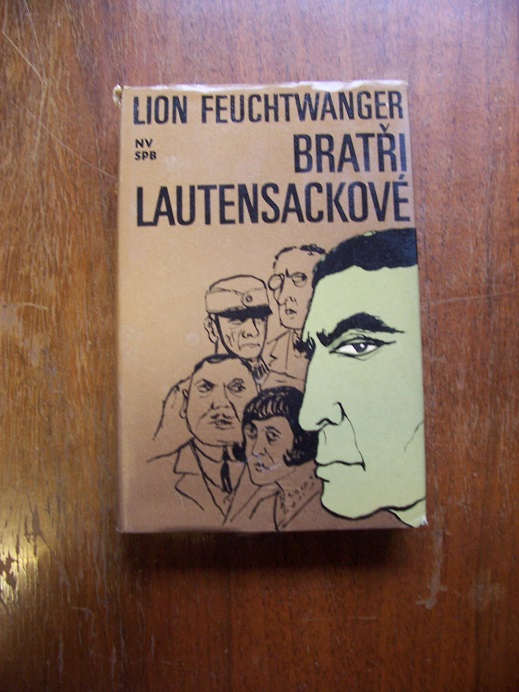 LION FEUCHTWANGER
NV
SPB
BRATŘI
LAUTENSACKOVÉ